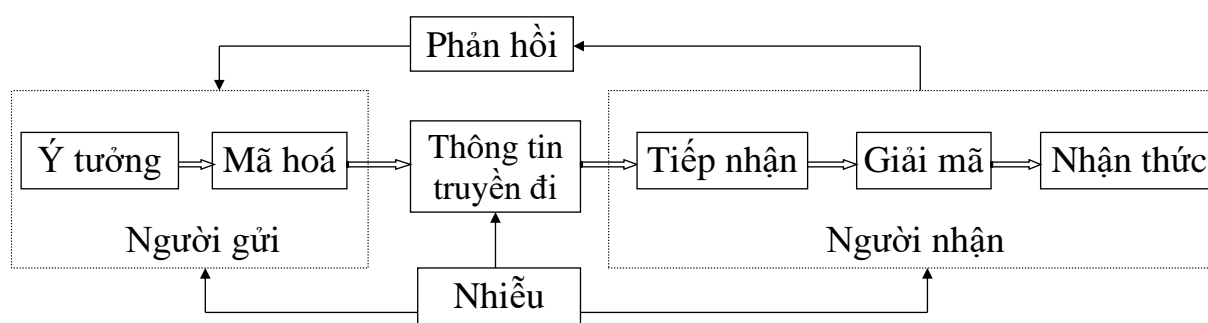 Phản hồi
Ý tưởng
Mã hoá
Thông tin
truyền đi
Tiếp nhận
Giải mã
Nhận thức
Người gửi
Người nhận
Nhiễu